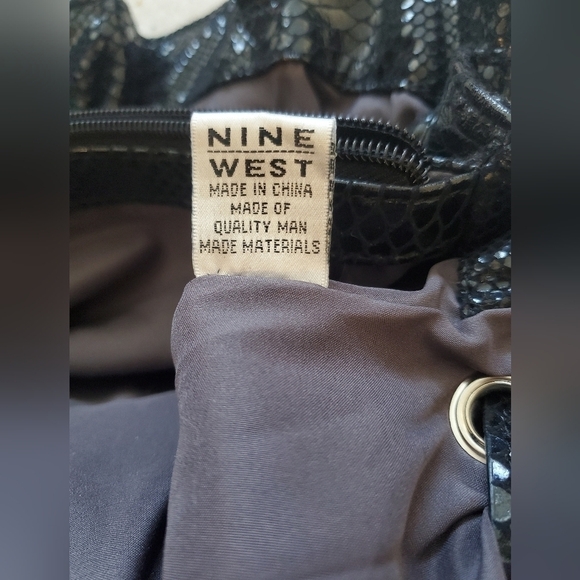 NINE
WEST
MADE IN CHINA
MADE OF
QUALITY MAN
MADE MATERIALS